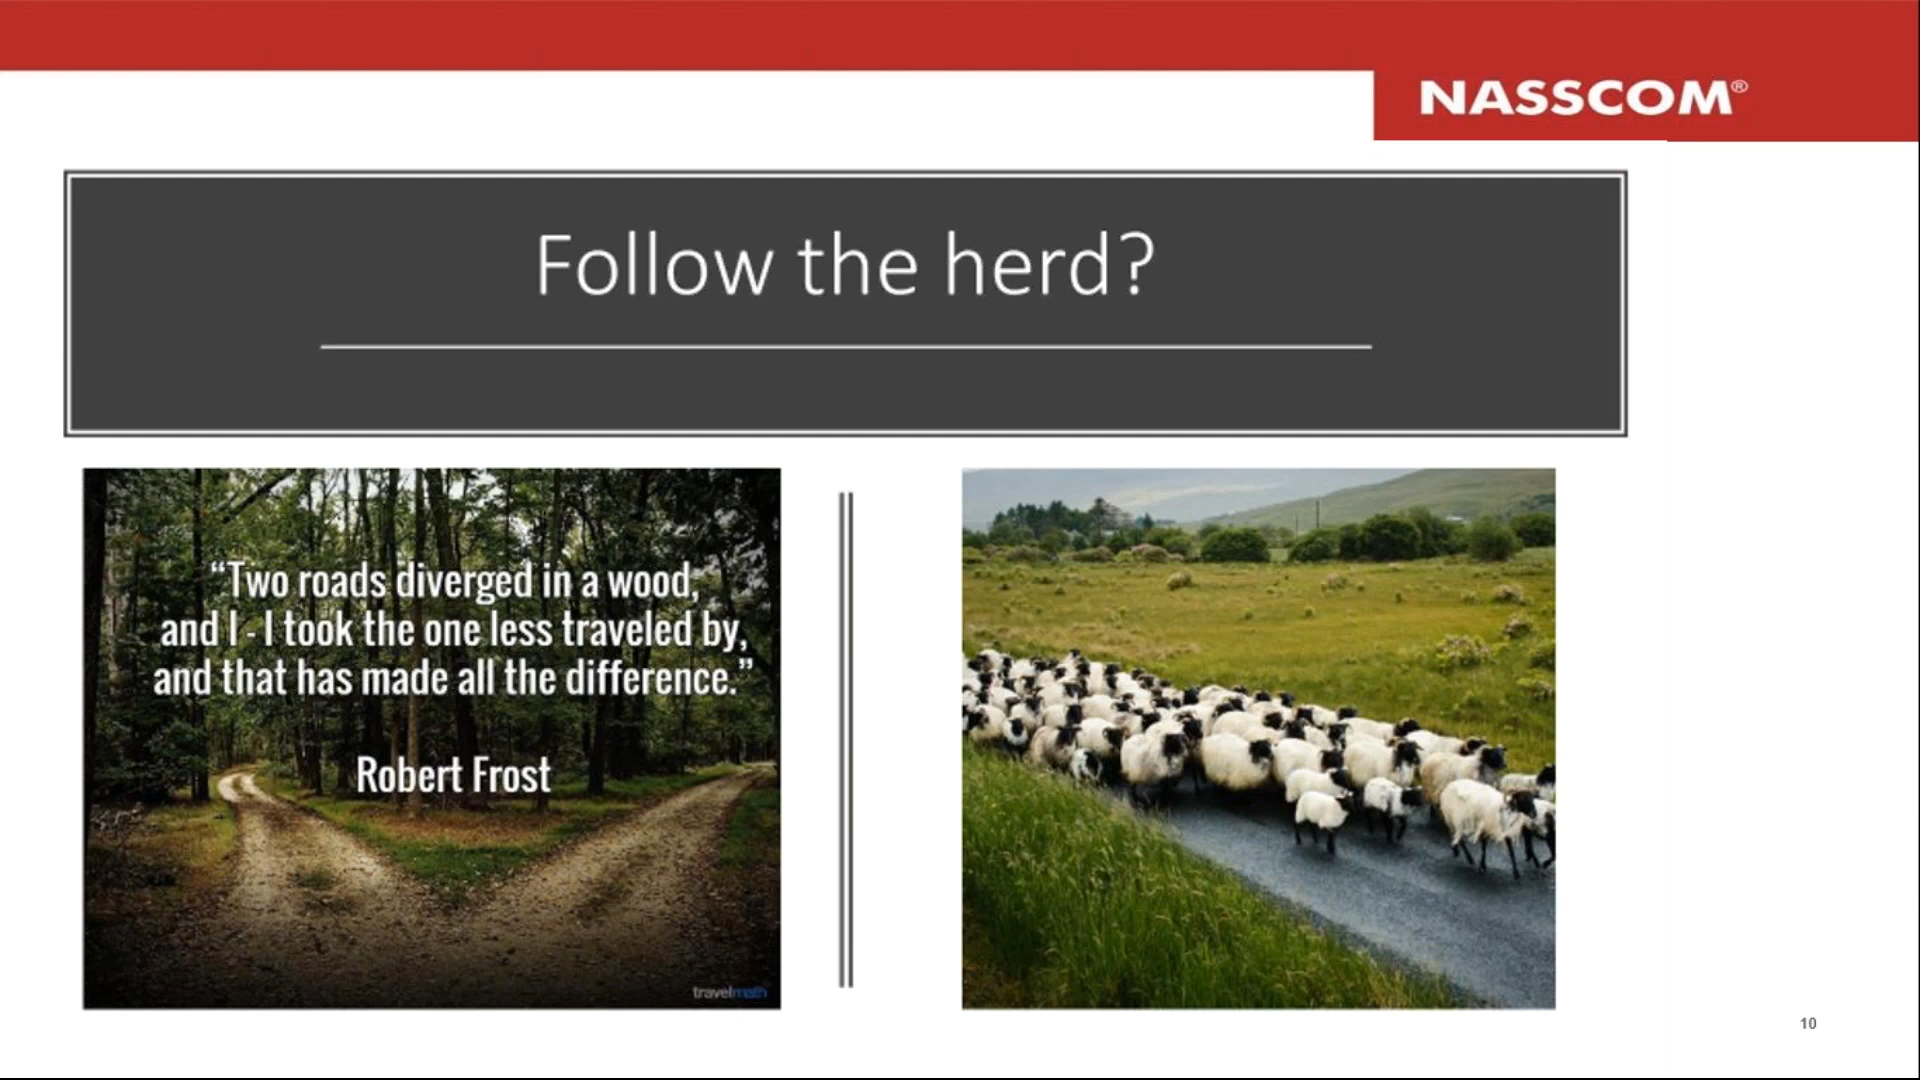 NASSCOM®
Follow the herd?
“Two roads diverged in a wood,
and I - I took the one less traveled by,
and that has made all the difference.”
Robert Frost
travelmath
10